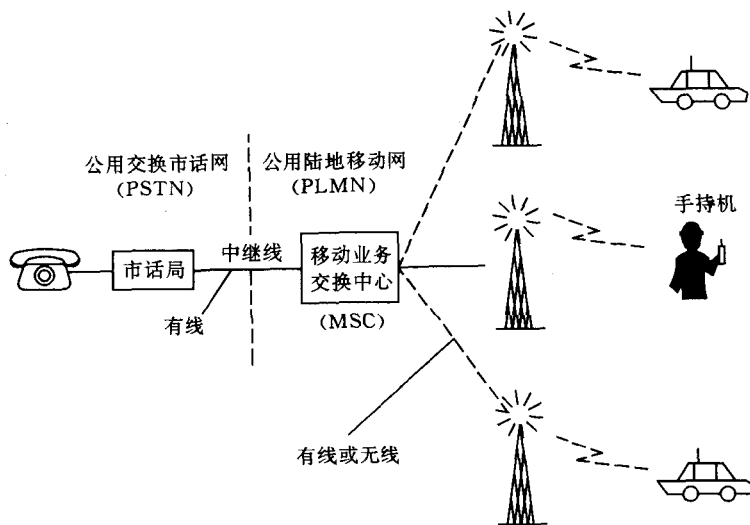 公用交换市话网
(PSTN)
公用陆地移动网
(PLMN)
手持机
市话局
中继线
移动业务
交换中心
(MSC)
有线
有线或无线